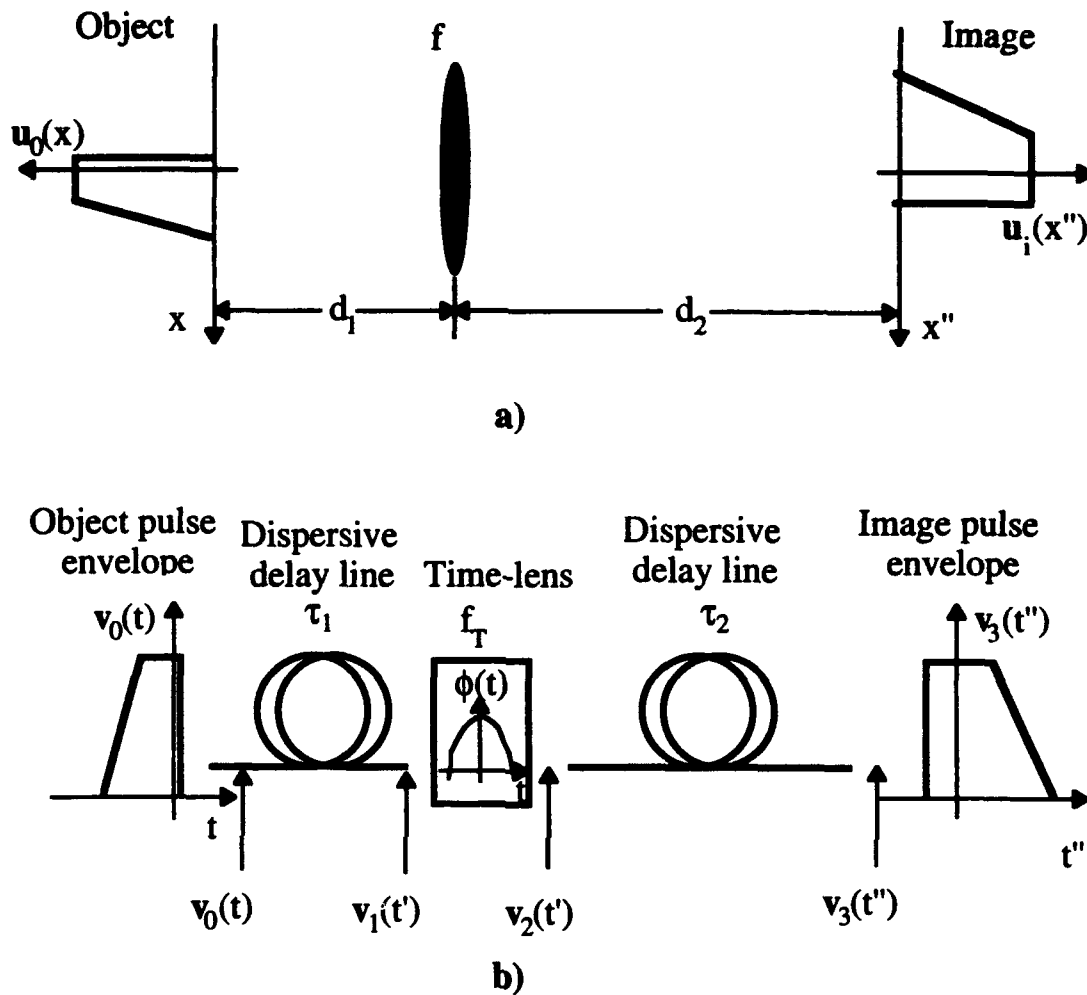 Object
f
Image
u₀(x)
uᵢ(x")
x
d₁
d₂
x"
a)
Object pulse
envelope
Dispersive
delay line
τ₁
Time-lens
f_T
Dispersive
delay line
τ₂
Image pulse
envelope
v₀(t)
ϕ(t)
v₃(t")
t
t
t"
v₀(t)
v₁(t')
v₂(t')
v₃(t")
b)